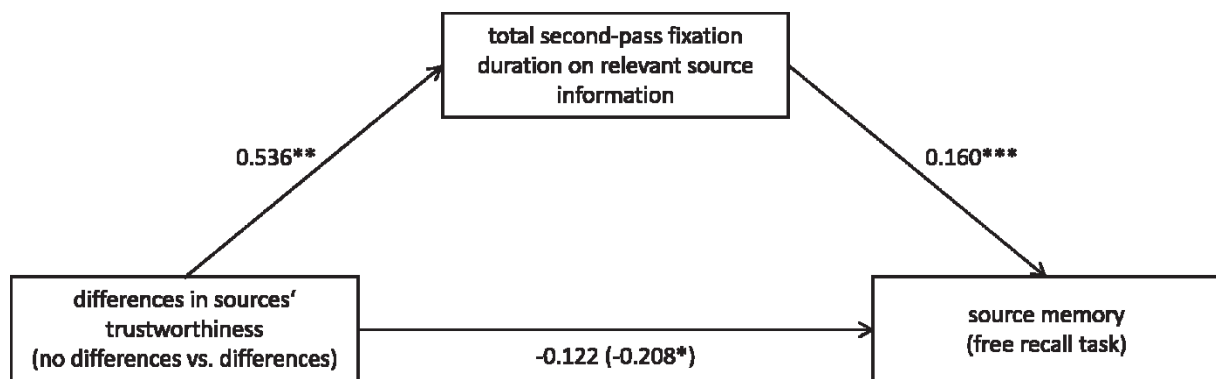 total second-pass fixation
duration on relevant source
information
0.536**
0.160***
differences in sources‘
trustworthiness
(no differences vs. differences)
-0.122 (-0.208*)
source memory
(free recall task)